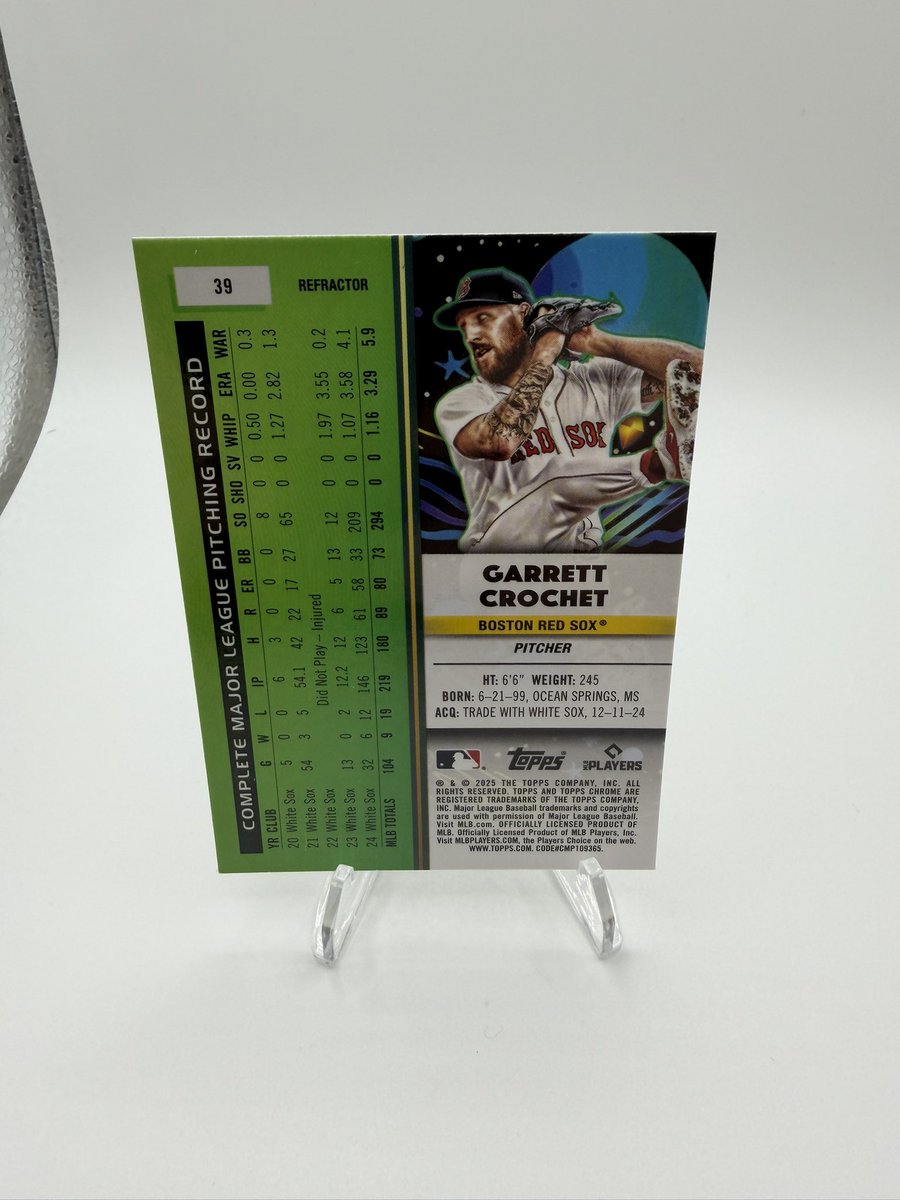 39
REFRACTOR
COMPLETE MAJOR LEAGUE PITCHING RECORD
YR CLUB G W L IP H R ER BB SO SHO SV WHIP ERA WAR
20 White Sox 5 0 0 6 3 0 0 0 8 0 0 0.50 0.00 0.3
21 White Sox 54 3 5 54.1 42 22 17 27 65 0 0 1.27 2.82 1.3
22 White Sox Did Not Play – Injured
23 White Sox 13 0 2 12.2 12 6 5 13 12 0 0 1.97 3.55 0.2
24 White Sox 32 6 12 146 123 61 58 33 209 0 0 1.07 3.58 4.1
MLB TOTALS 104 9 19 219 180 89 80 73 294 0 0 1.16 3.29 5.9
RED SOX
GARRETT
CROCHET
BOSTON RED SOX®
PITCHER
HT: 6'6" WEIGHT: 245
BORN: 6-21-99, OCEAN SPRINGS, MS
ACQ: TRADE WITH WHITE SOX, 12-11-24
topps®
MLB PLAYERS
® & © 2025 THE TOPPS COMPANY, INC. ALL
RIGHTS RESERVED. TOPPS AND TOPPS CHROME ARE
REGISTERED TRADEMARKS OF THE TOPPS COMPANY,
INC. Major League Baseball trademarks and copyrights
are used with permission of Major League Baseball.
Visit MLB.com. OFFICIALLY LICENSED PRODUCT OF
MLB. Officially Licensed Product of MLB Players, Inc.
Visit MLBPLAYERS.COM, the Players Choice on the web.
WWW.TOPPS.COM. CODE#CMP109365.